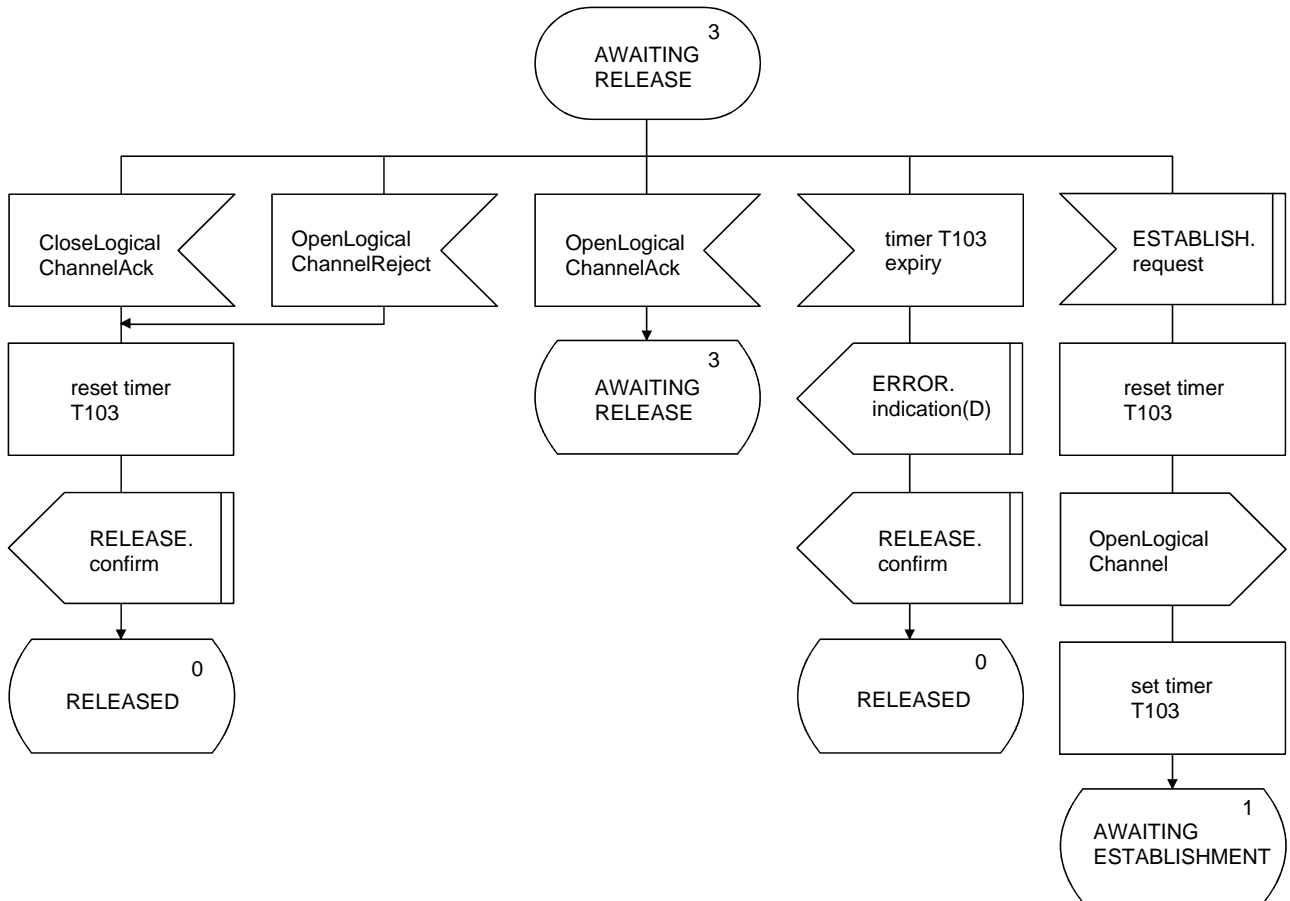 3
AWAITING
RELEASE
CloseLogical
ChannelAck
OpenLogical
ChannelReject
OpenLogical
ChannelAck
timer T103
expiry
ESTABLISH.
request
reset timer
T103
3
AWAITING
RELEASE
ERROR.
indication(D)
reset timer
T103
RELEASE.
confirm
RELEASE.
confirm
OpenLogical
Channel
0
RELEASED
0
RELEASED
set timer
T103
1
AWAITING
ESTABLISHMENT